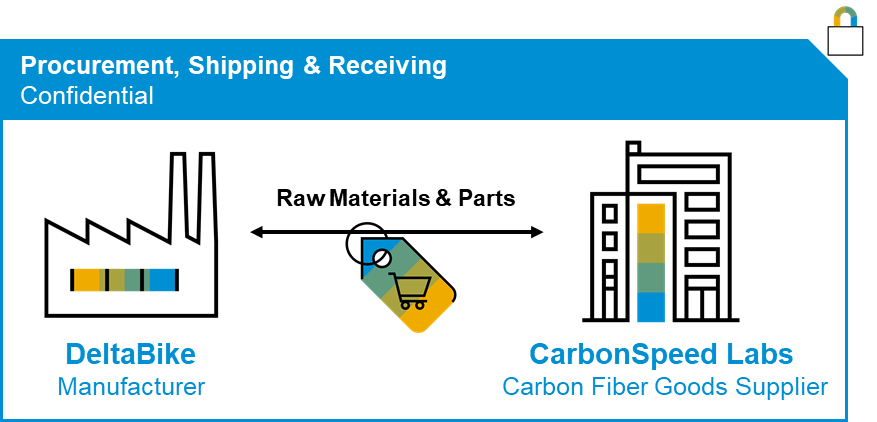 Procurement, Shipping & Receiving
Confidential
Raw Materials & Parts
DeltaBike
Manufacturer
CarbonSpeed Labs
Carbon Fiber Goods Supplier